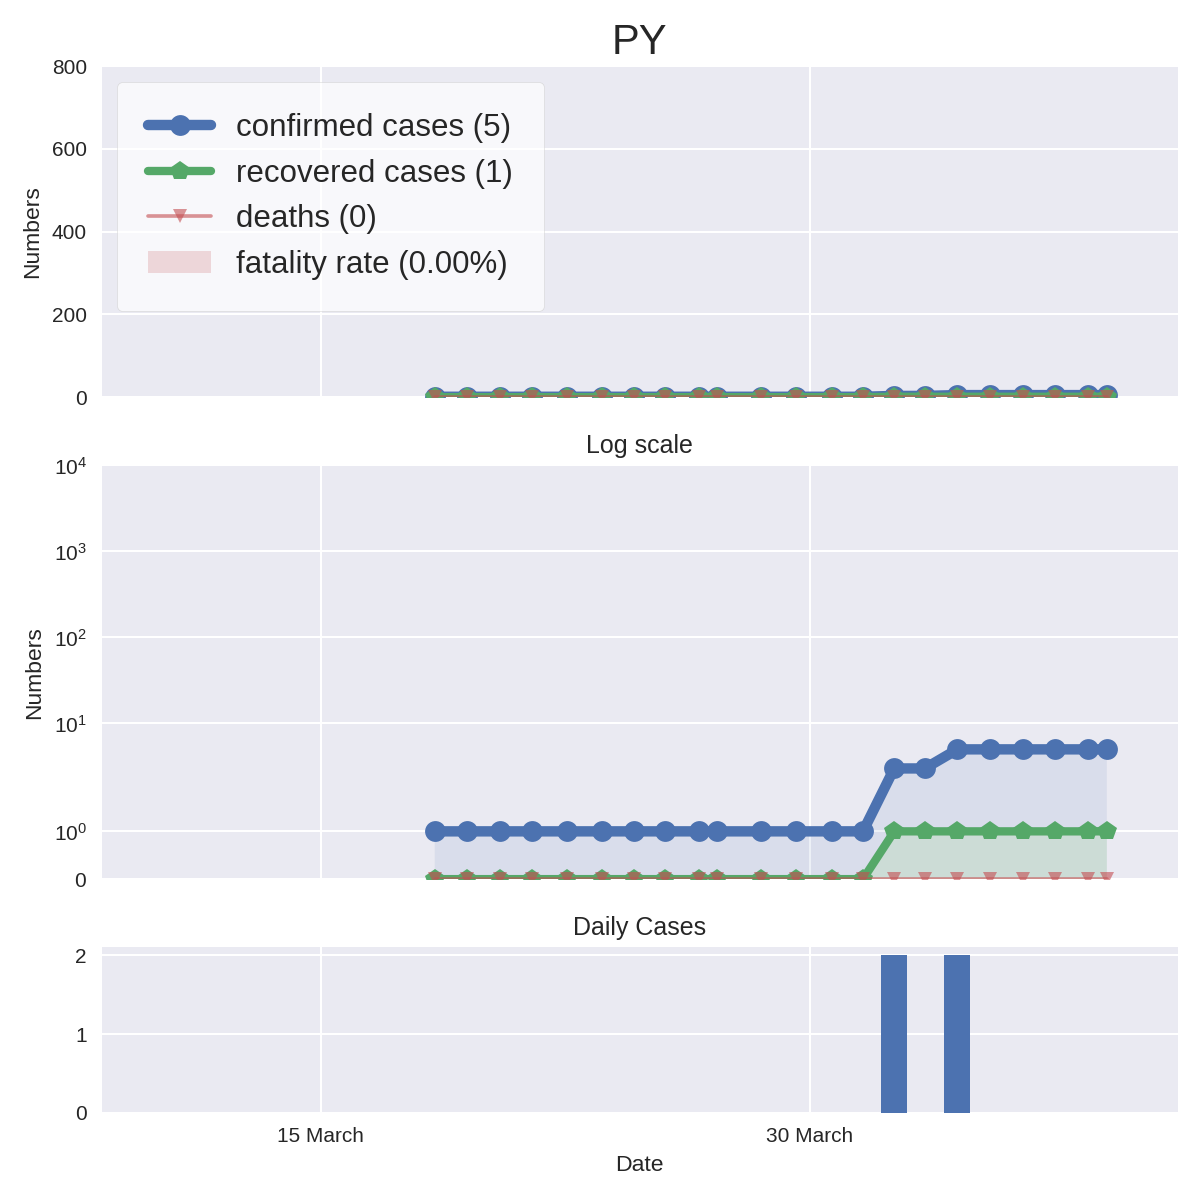 PY
800
600
400
200
0
Numbers
confirmed cases (5)
recovered cases (1)
deaths (0)
fatality rate (0.00%)
Log scale
10⁴
10³
10²
10¹
10⁰
0
Numbers
Daily Cases
2
1
0
15 March 30 March
Date